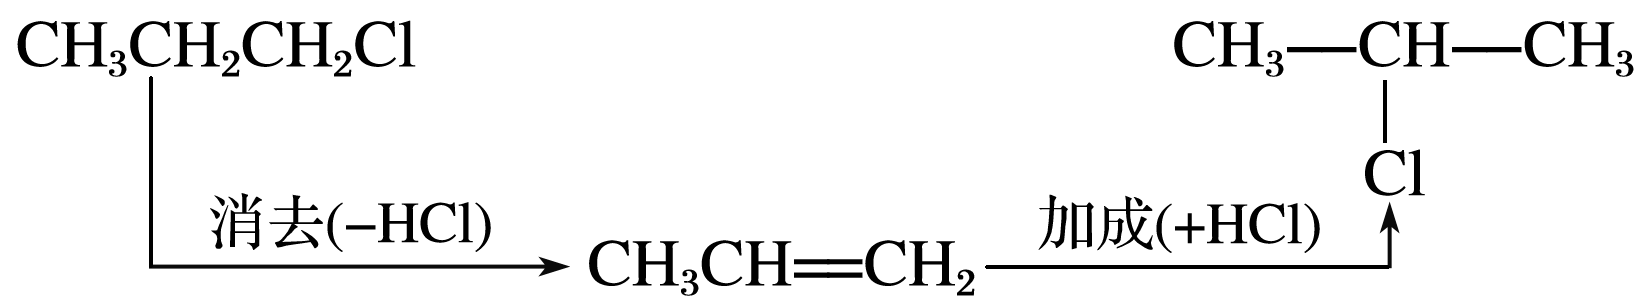 CH₃CH₂CH₂Cl
CH₃—CH—CH₃
Cl
消去(−HCl)
加成(+HCl)
CH₃CH═CH₂